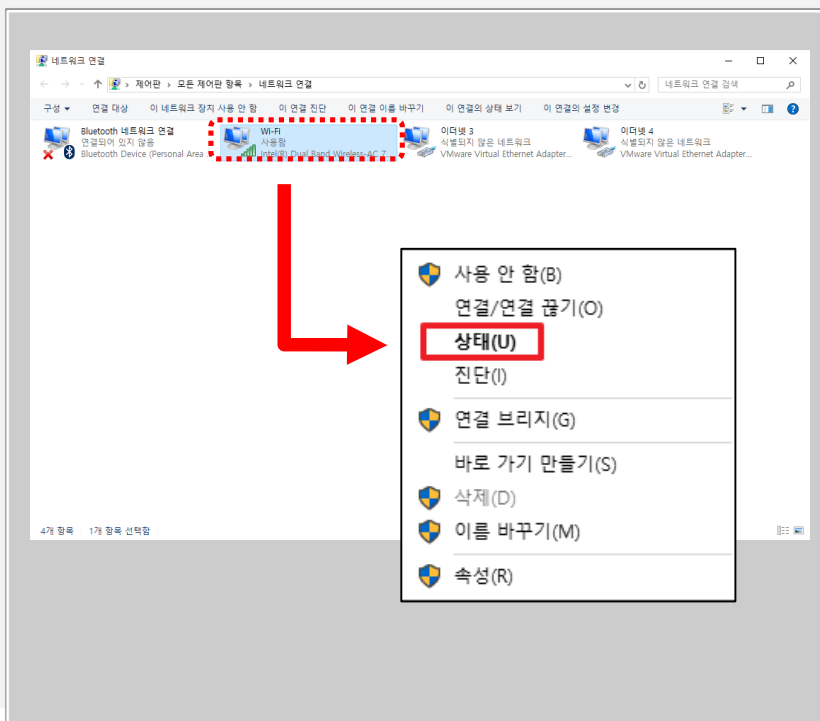 네트워크 연결
제어판 › 모든 제어판 항목 › 네트워크 연결
네트워크 연결 검색
구성 연결 대상 이 네트워크 장치 사용 안 함 이 연결 진단 이 연결 이름 바꾸기 이 연결의 상태 보기 이 연결의 설정 변경
Bluetooth 네트워크 연결
연결되어 있지 않음
Bluetooth Device (Personal Area
Wi-Fi
사용함
Intel(R) Dual Band Wireless-AC 7
이더넷 3
식별되지 않은 네트워크
VMware Virtual Ethernet Adapter...
이더넷 4
식별되지 않은 네트워크
VMware Virtual Ethernet Adapter...
사용 안 함(B)
연결/연결 끊기(O)
상태(U)
진단(I)
연결 브리지(G)
바로 가기 만들기(S)
삭제(D)
이름 바꾸기(M)
속성(R)
4개 항목 1개 항목 선택함